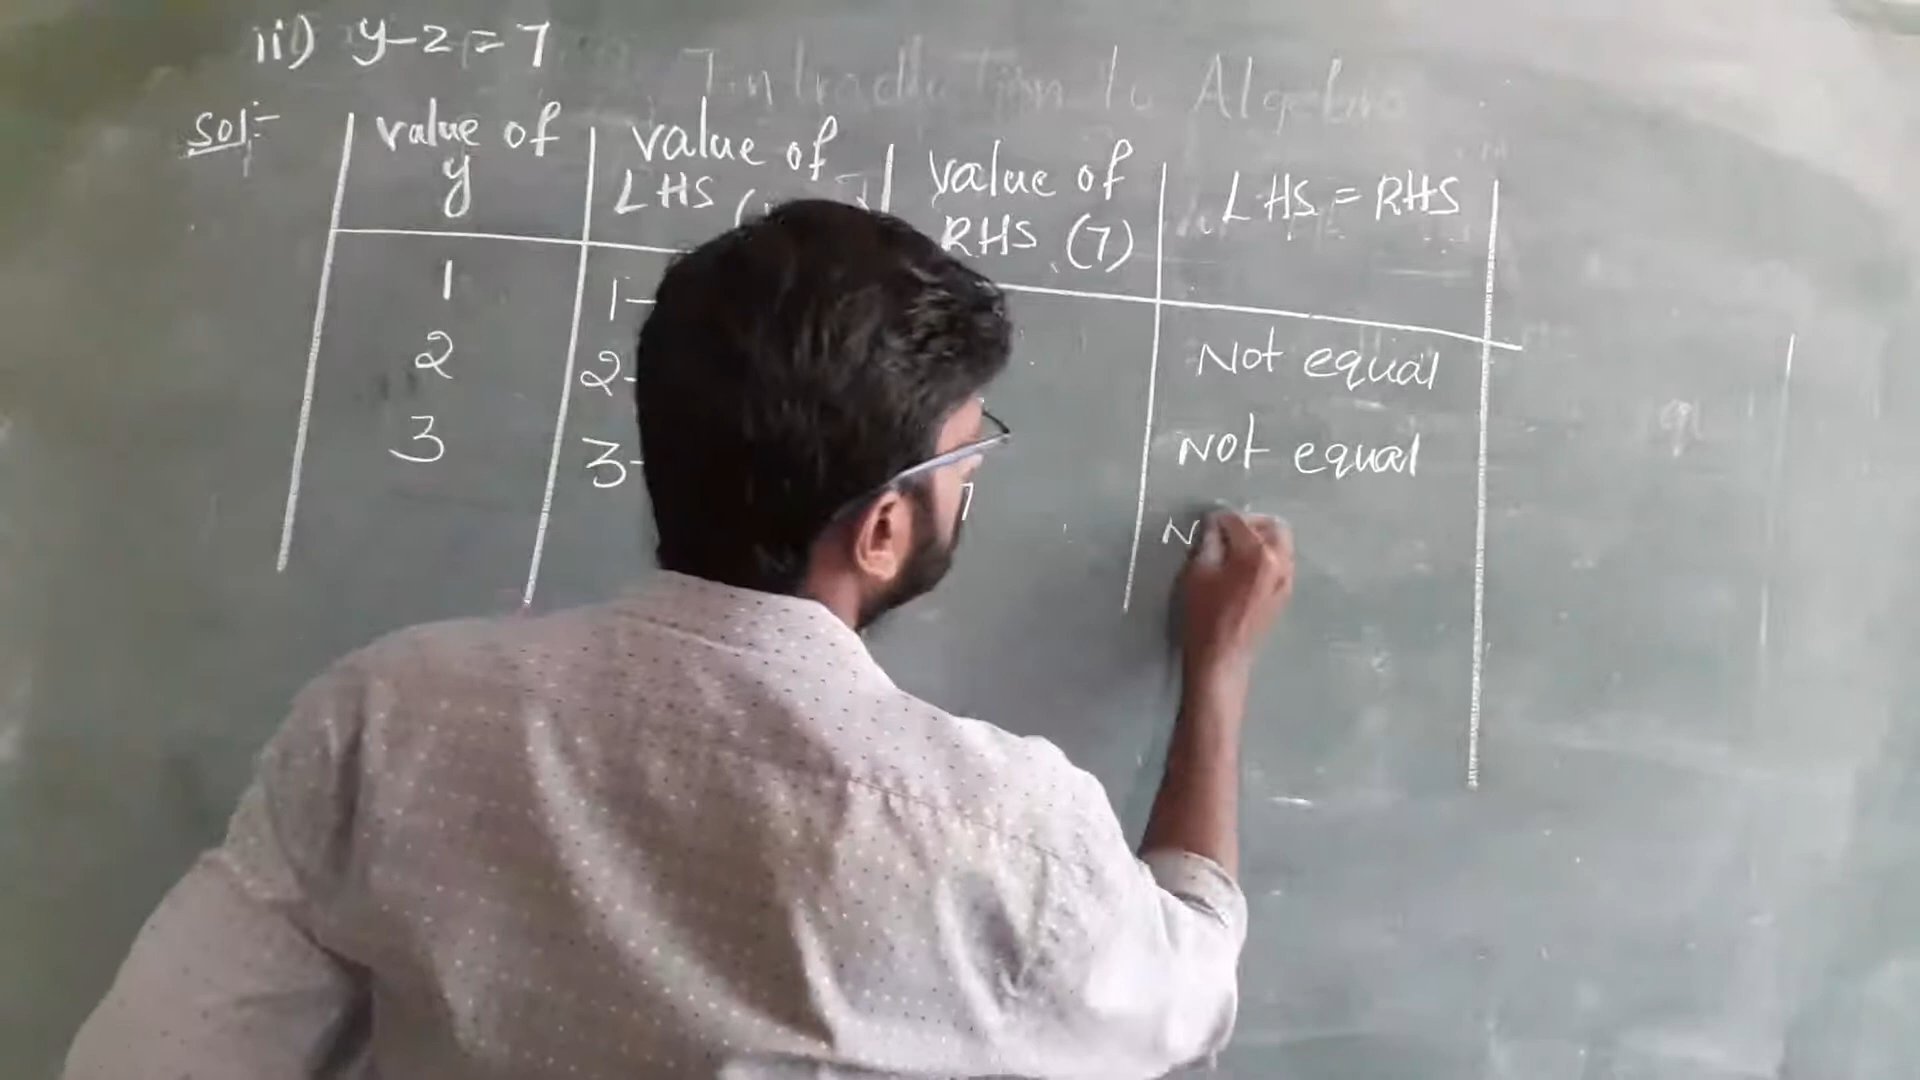 ii) y-2=7
Introduction to Algebra
Sol:-
value of y
value of LHS (
value of RHS (7)
LHS = RHS
1
1-
Not equal
2
2-
Not equal
3
3-
7
N